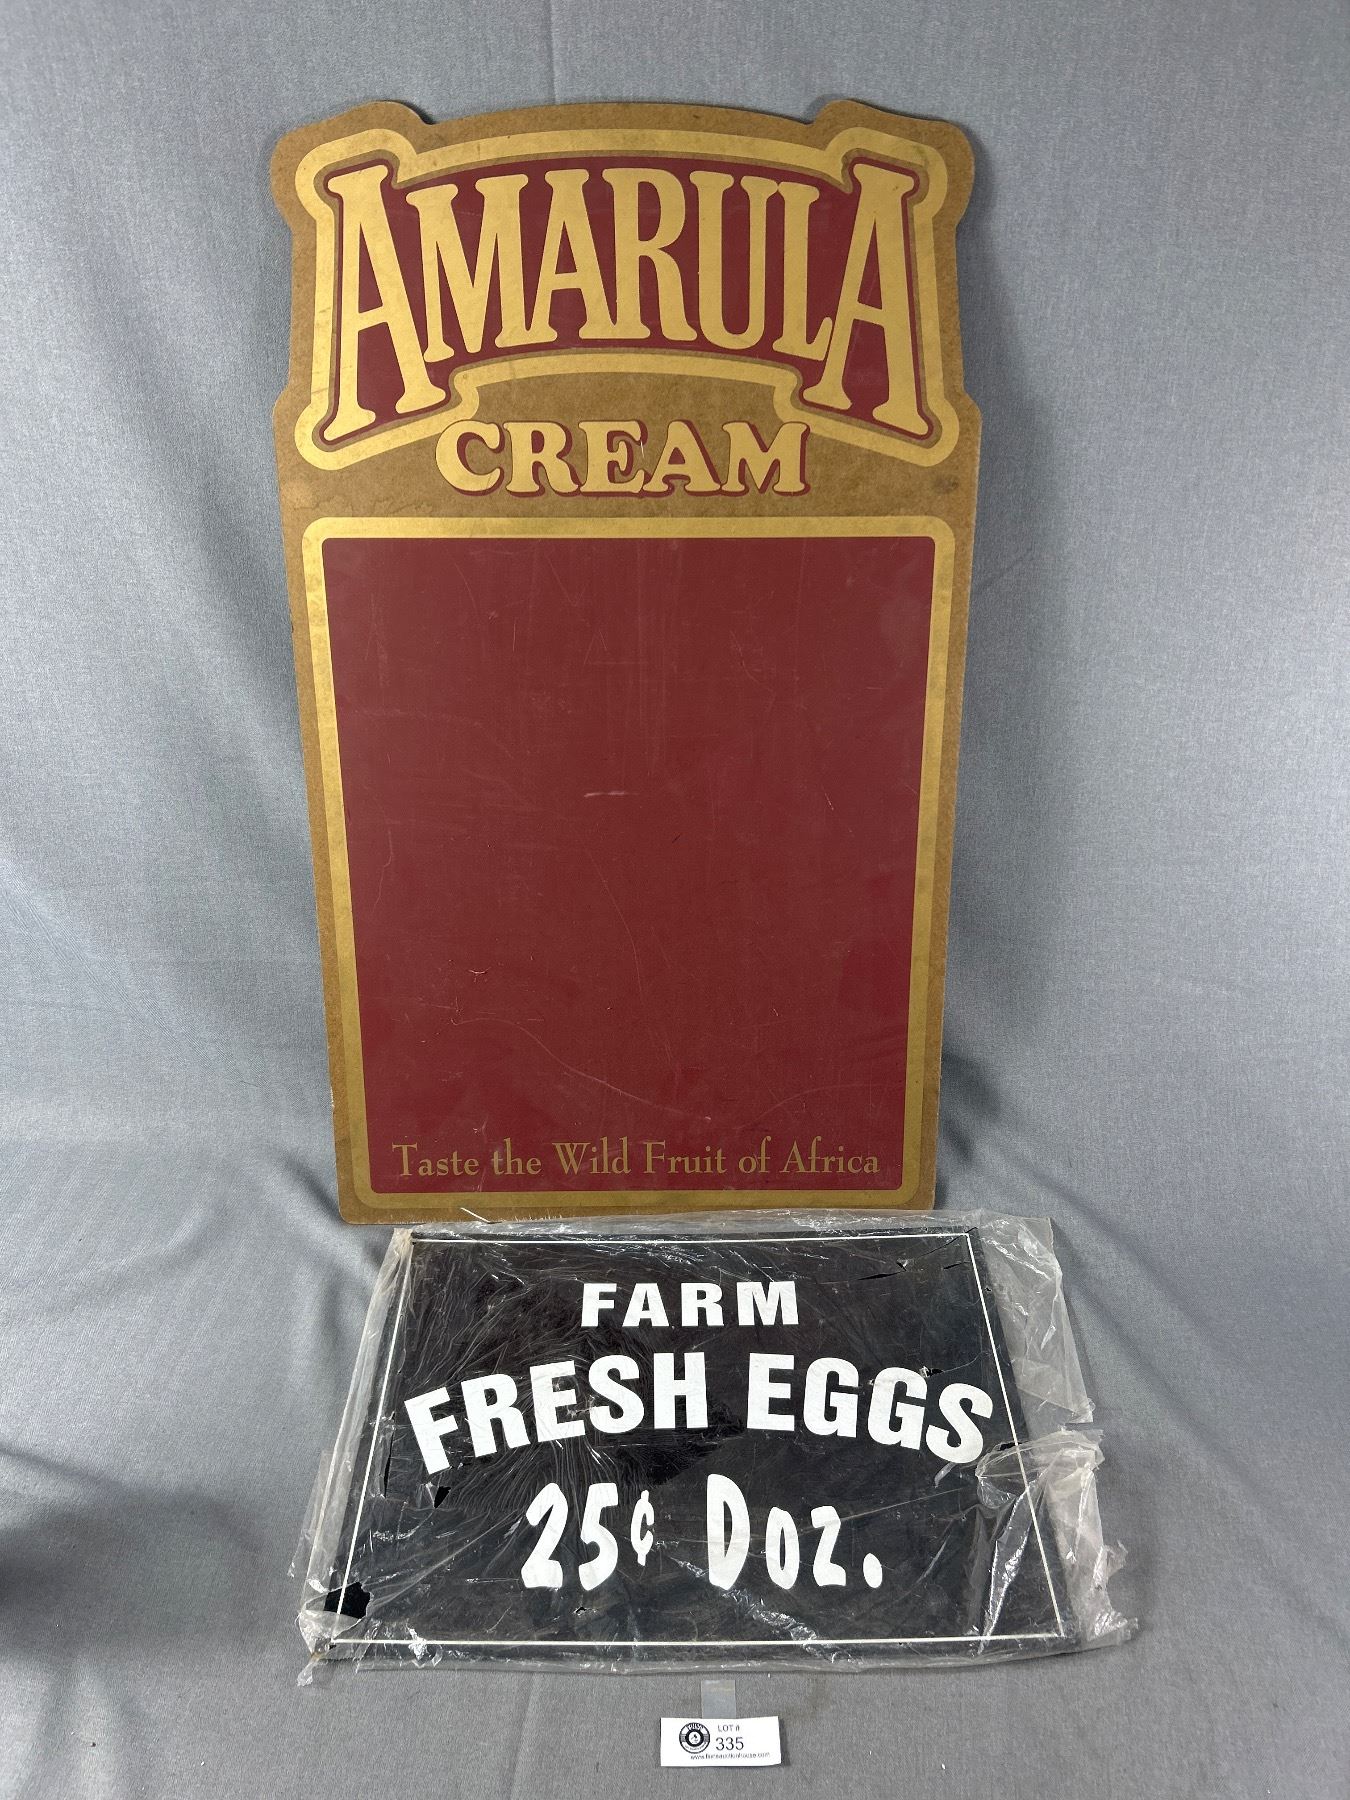 AMARULA
CREAM
Taste the Wild Fruit of Africa
FARM
FRESH EGGS
25¢ Doz.
LOT #
335